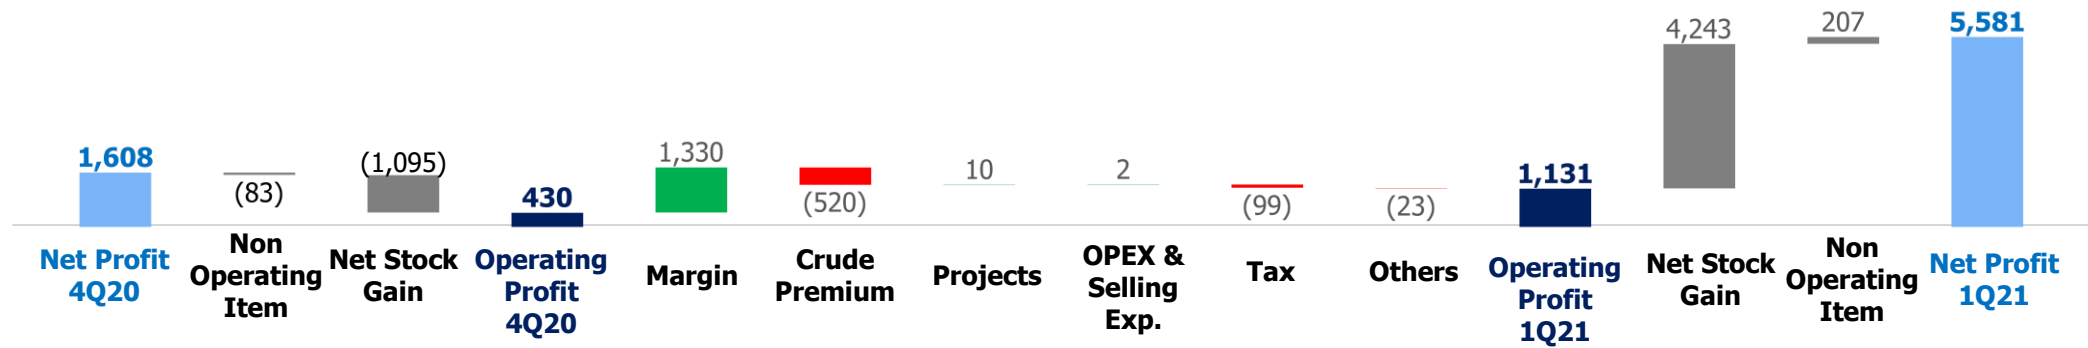 1,608
(83)
(1,095)
430
1,330
(520)
10
2
(99)
(23)
1,131
4,243
207
5,581
Net Profit
4Q20
Non
Operating
Item
Net Stock
Gain
Operating
Profit
4Q20
Margin
Crude
Premium
Projects
OPEX &
Selling
Exp.
Tax
Others
Operating
Profit
1Q21
Net Stock
Gain
Non
Operating
Item
Net Profit
1Q21